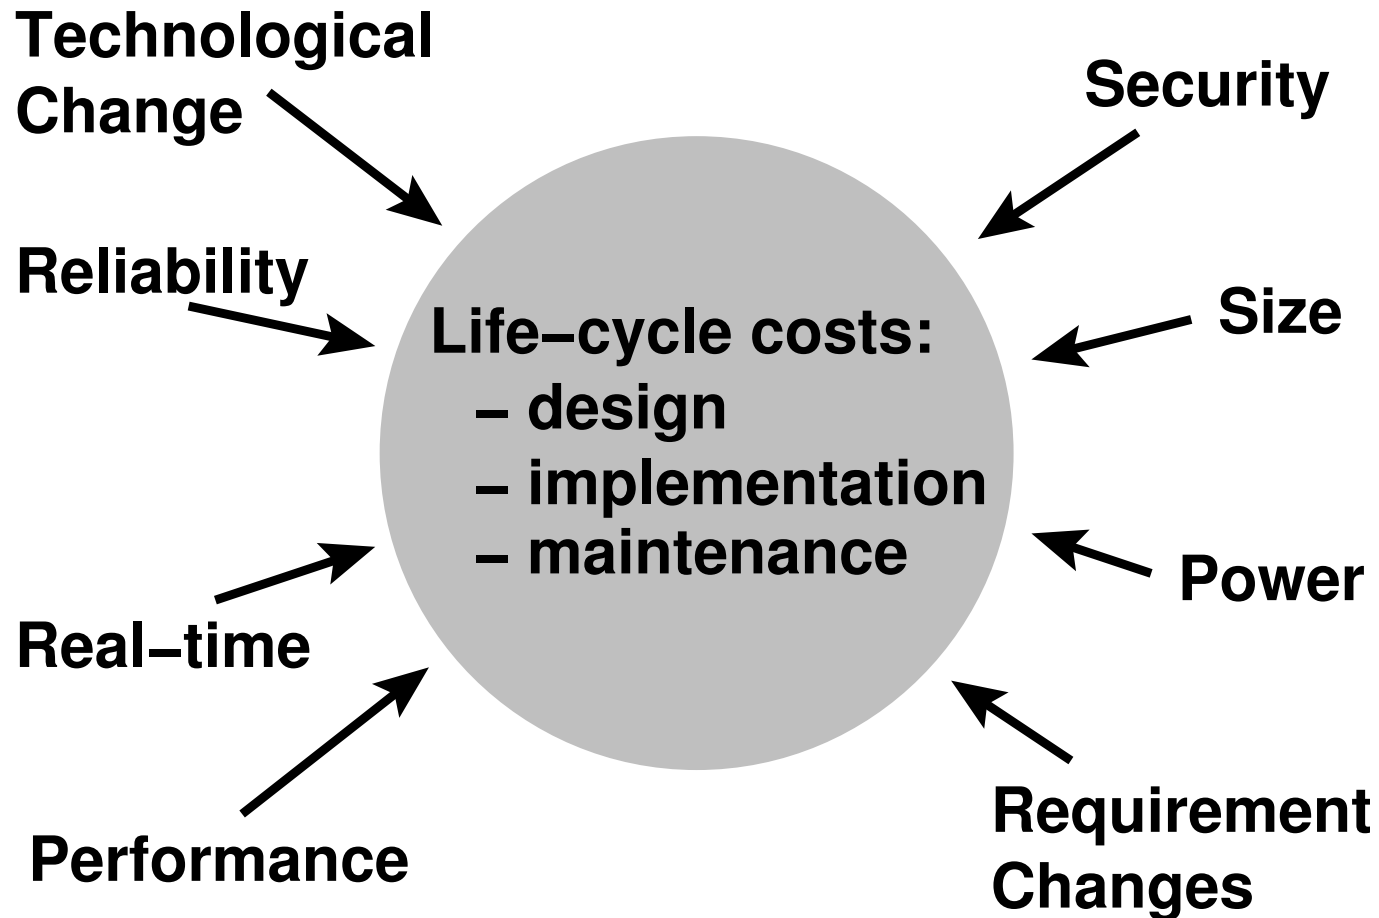 Technological
Change
Security
Reliability
Size
Life–cycle costs:
– design
– implementation
– maintenance
Real–time
Power
Performance
Requirement
Changes